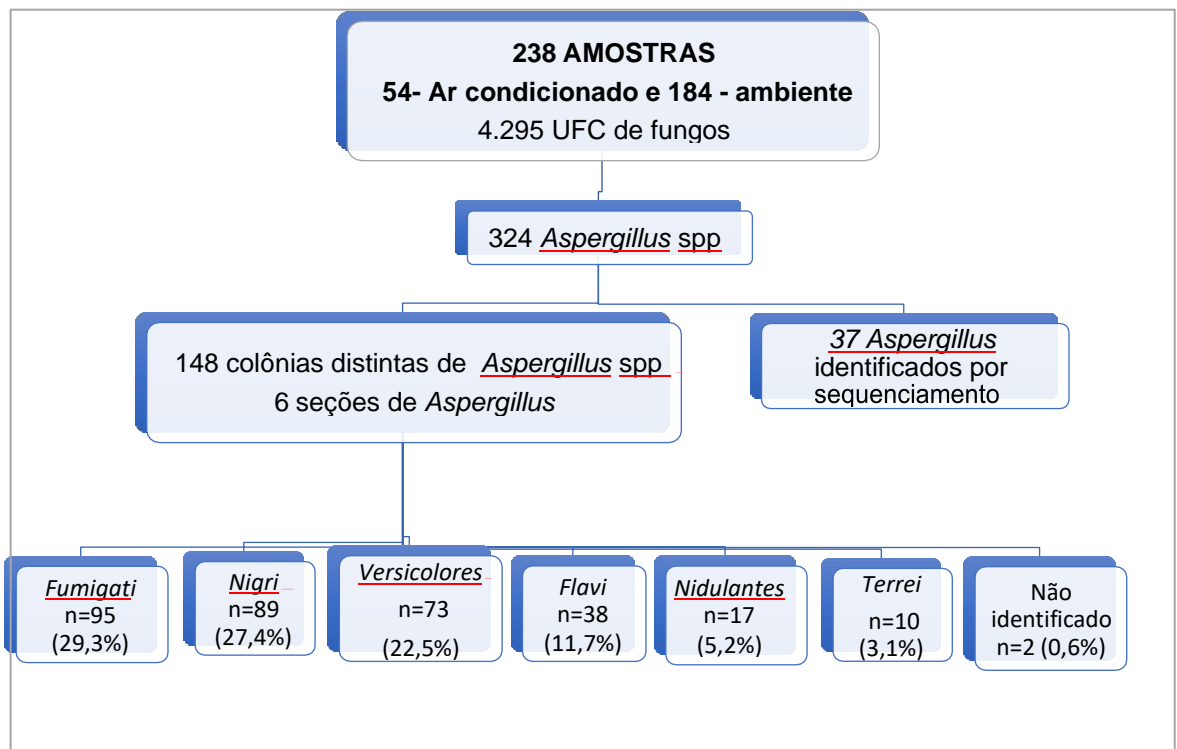 238 AMOSTRAS
54- Ar condicionado e 184 - ambiente
4.295 UFC de fungos
324 Aspergillus spp
148 colônias distintas de Aspergillus spp
6 seções de Aspergillus
37 Aspergillus
identificados por
sequenciamento
Fumigati
n=95
(29,3%)
Nigri
n=89
(27,4%)
Versicolores
n=73
(22,5%)
Flavi
n=38
(11,7%)
Nidulantes
n=17
(5,2%)
Terrei
n=10
(3,1%)
Não
identificado
n=2 (0,6%)